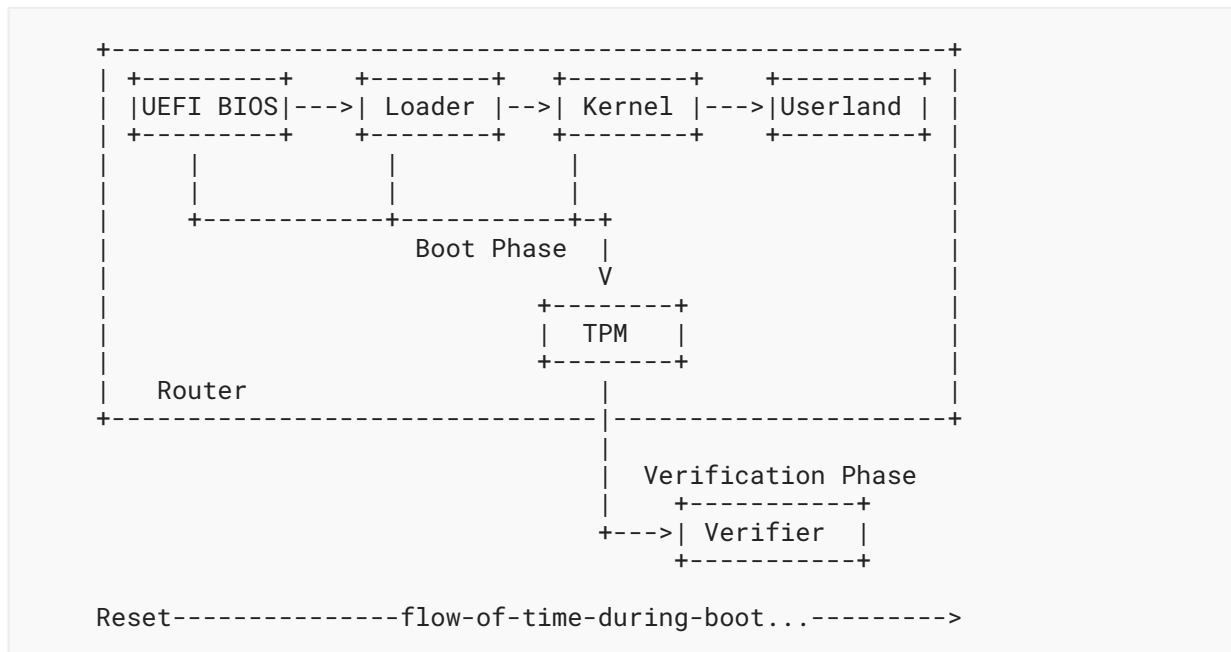 UEFI BIOS Loader Kernel Userland
Boot Phase
TPM
Router
Verification Phase
Verifier
Reset---------------flow-of-time-during-boot...--------->